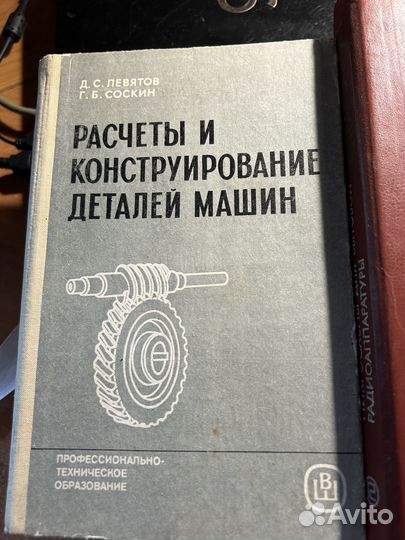 Д. С. ЛЕВЯТОВ
Г. Б. СОСКИН
РАСЧЕТЫ И
КОНСТРУИРОВАНИЕ
ДЕТАЛЕЙ МАШИН
ПРОФЕССИОНАЛЬНО-
ТЕХНИЧЕСКОЕ
ОБРАЗОВАНИЕ
РАДИОАППАРАТУРЫ
Avito